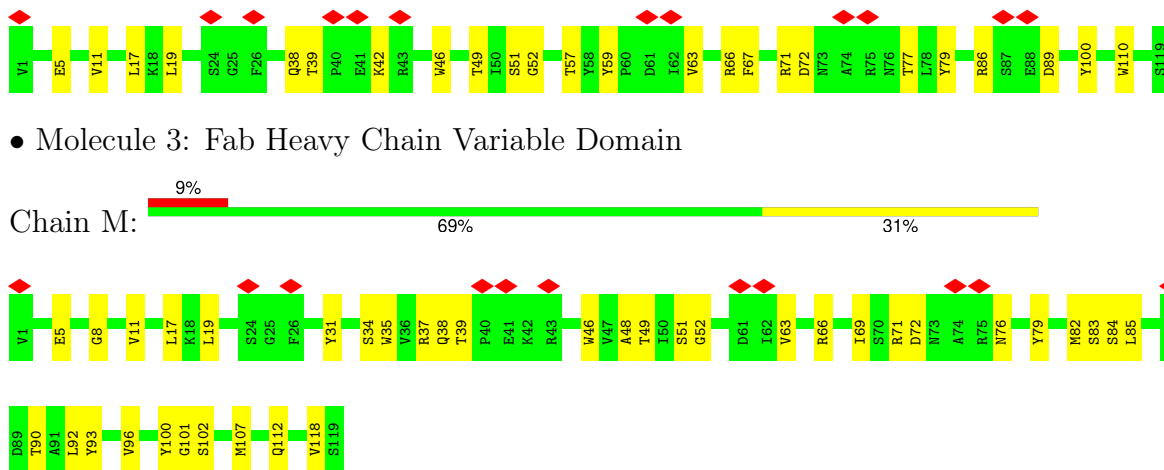 V1 E5 V11 L17 K18 L19 S24 G25 F26 Q38 T39 P40 E41 K42 R43 W46 T49 I50 S51 G52 T57 Y58 Y59 P60 D61 I62 V63 R66 F67 R71 D72 N73 A74 R75 N76 T77 L78 Y79 R86 S87 E88 D89 Y100 W110 S119
• Molecule 3: Fab Heavy Chain Variable Domain
9%
Chain M:
69% 31%
V1 E5 G8 V11 L17 K18 L19 S24 G25 F26 Y31 S34 W35 V36 R37 Q38 T39 P40 E41 K42 R43 W46 V47 A48 T49 I50 S51 G52 D61 I62 V63 R66 I69 S70 R71 D72 N73 A74 R75 N76 Y79 M82 S83 S84 L85
D89 T90 A91 L92 Y93 V96 Y100 G101 S102 M107 Q112 V118 S119